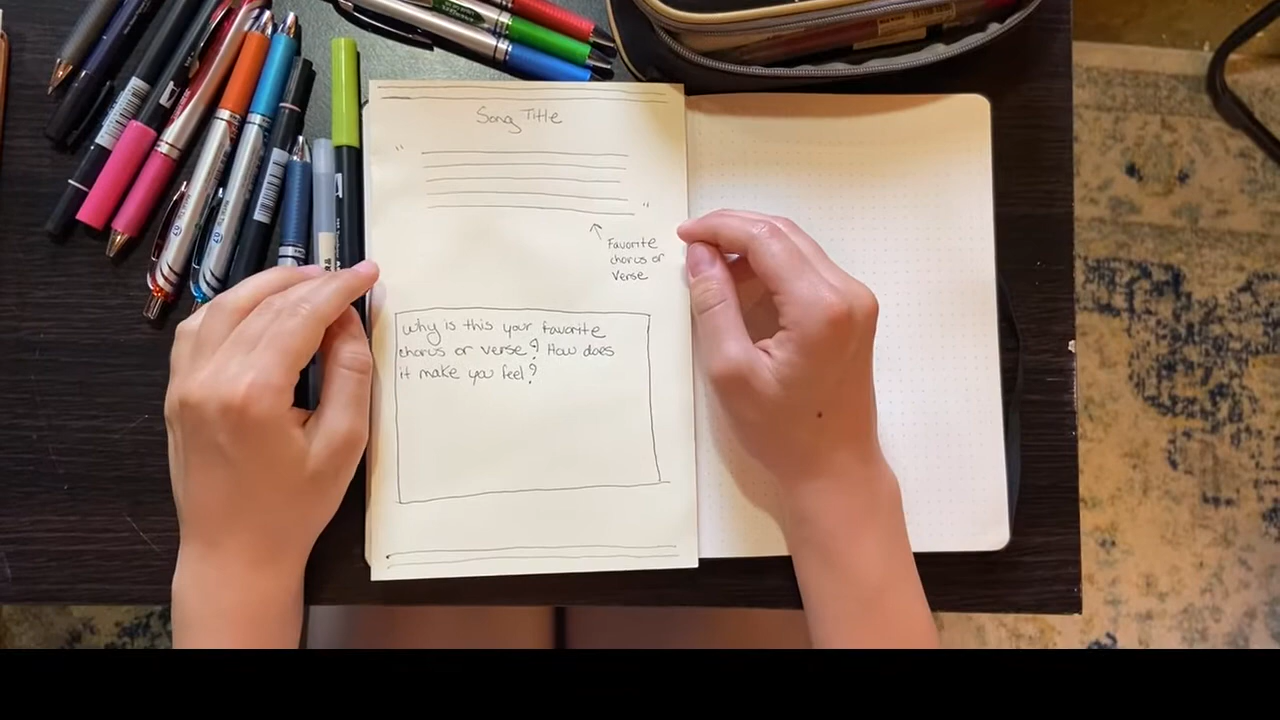 Song Title
“
”
Favorite
chorus or
verse
why is this your favorite
chorus or verse? How does
it make you feel?